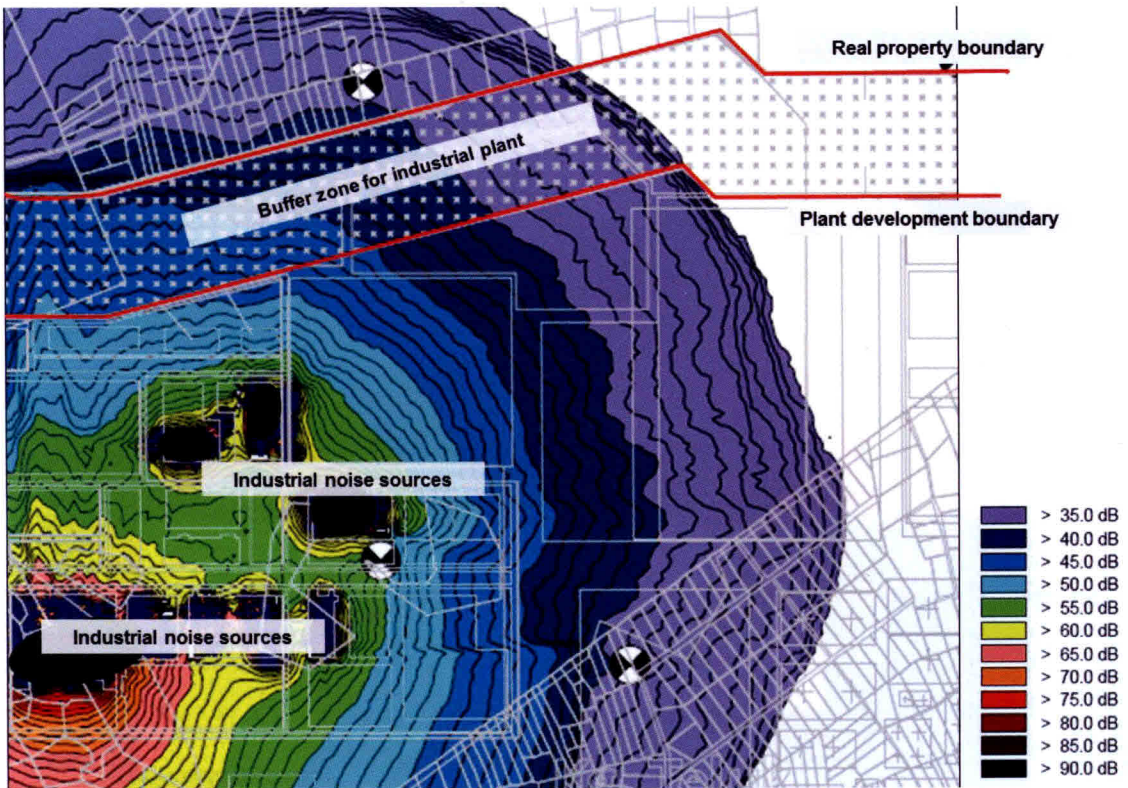 Real property boundary
Buffer zone for industrial plant
Plant development boundary
Industrial noise sources
Industrial noise sources
> 35.0 dB
> 40.0 dB
> 45.0 dB
> 50.0 dB
> 55.0 dB
> 60.0 dB
> 65.0 dB
> 70.0 dB
> 75.0 dB
> 80.0 dB
> 85.0 dB
> 90.0 dB